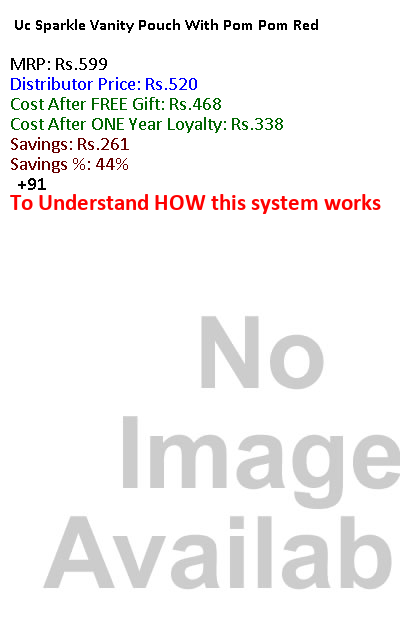 Uc Sparkle Vanity Pouch With Pom Pom Red
MRP: Rs.599
Distributor Price: Rs.520
Cost After FREE Gift: Rs.468
Cost After ONE Year Loyalty: Rs.338
Savings: Rs.261
Savings %: 44%
+91
To Understand HOW this system works
No
Image
Availab